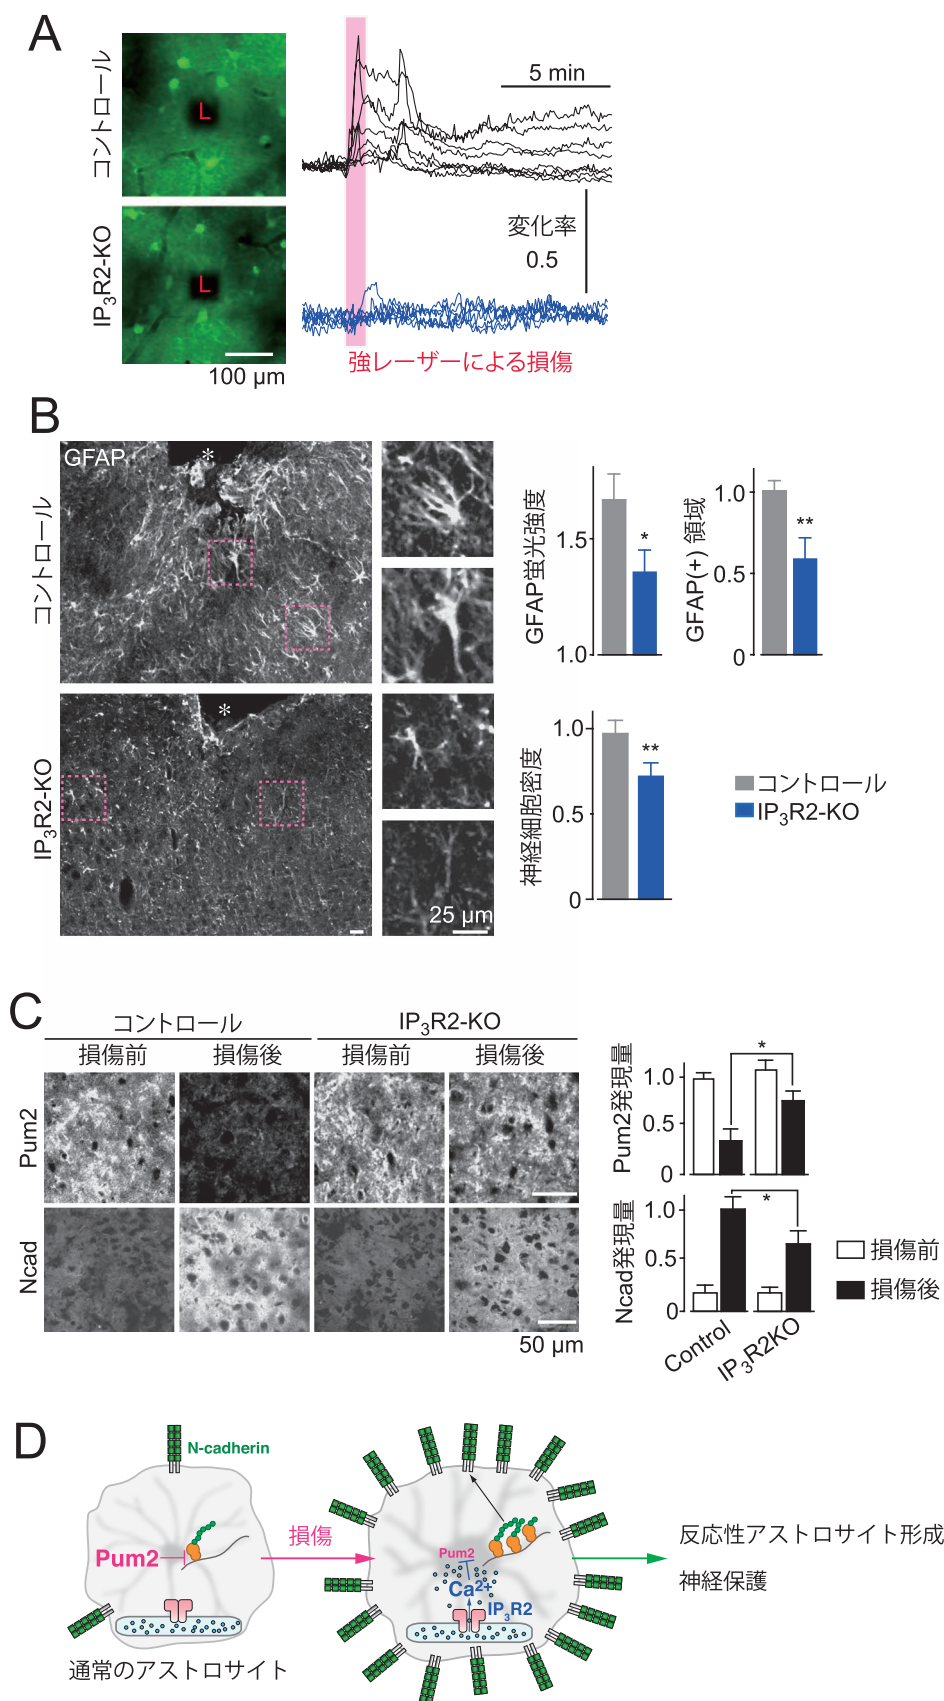 A
コントロール
L
5 min
IP3R2-KO
L
変化率
0.5
100 μm
強レーザーによる損傷
B
コントロール
GFAP
*
GFAP蛍光強度
1.5
1.0
*
GFAP(+) 領域
1.0
0.5
0
**
IP3R2-KO
*
25 μm
神経細胞密度
1.0
0.5
0
**
コントロール
IP3R2-KO
C
コントロール
IP3R2-KO
損傷前
損傷後
損傷前
損傷後
Pum2
Ncad
50 μm
Pum2発現量
1.0
0.5
0
*
Ncad発現量
1.0
0.5
0
*
Control
IP3R2KO
損傷前
損傷後
D
N-cadherin
Pum2
通常のアストロサイト
損傷
Pum2
Ca2+
IP3R2
反応性アストロサイト形成
神経保護